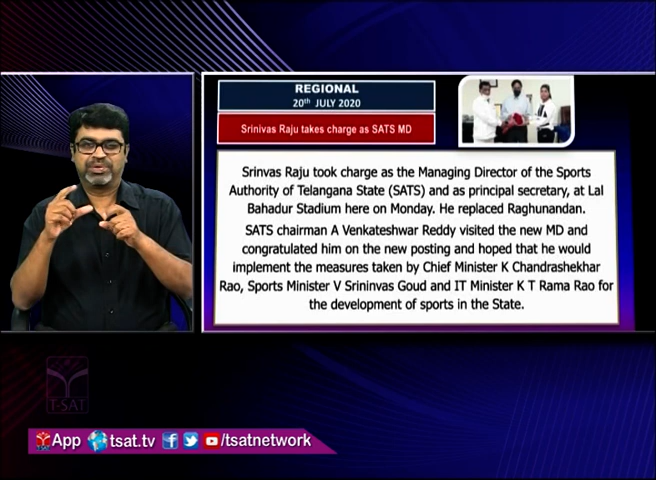 REGIONAL
20th JULY 2020
Srinivas Raju takes charge as SATS MD
Srinvas Raju took charge as the Managing Director of the Sports
Authority of Telangana State (SATS) and as principal secretary, at Lal
Bahadur Stadium here on Monday. He replaced Raghunandan.
SATS chairman A Venkateshwar Reddy visited the new MD and
congratulated him on the new posting and hoped that he would
implement the measures taken by Chief Minister K Chandrashekhar
Rao, Sports Minister V Srininvas Goud and IT Minister K T Rama Rao for
the development of sports in the State.
T-SAT
App tsat.tv /tsatnetwork